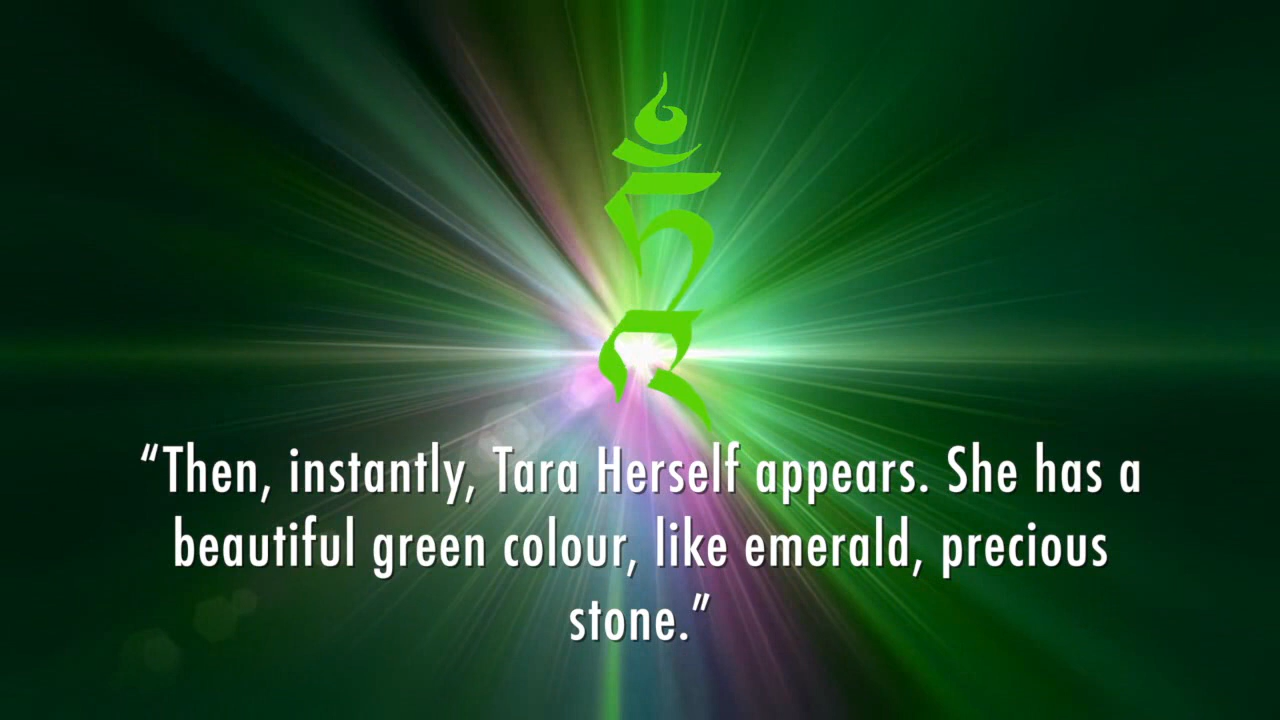 ཏཱྃ
“Then, instantly, Tara Herself appears. She has a
beautiful green colour, like emerald, precious
stone.”